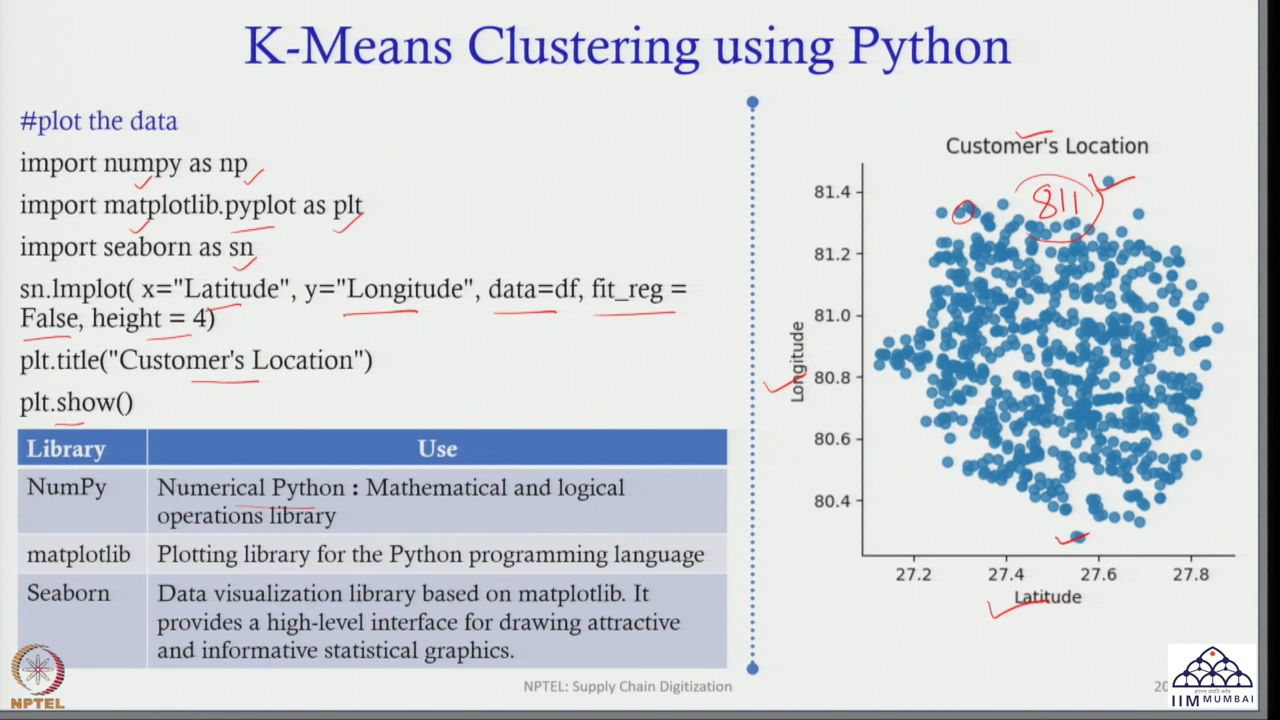 K-Means Clustering using Python
#plot the data
import numpy as np
import matplotlib.pyplot as plt
import seaborn as sn
sn.lmplot( x="Latitude", y="Longitude", data=df, fit_reg =
False, height = 4)
plt.title("Customer's Location")
plt.show()
Library Use
NumPy Numerical Python : Mathematical and logical
operations library
matplotlib Plotting library for the Python programming language
Seaborn Data visualization library based on matplotlib. It
provides a high-level interface for drawing attractive
and informative statistical graphics.
Customer's Location
811
81.4
81.2
81.0
80.8
80.6
80.4
Longitude
27.2 27.4 27.6 27.8
Latitude
NPTEL
NPTEL: Supply Chain Digitization
IIM MUMBAI